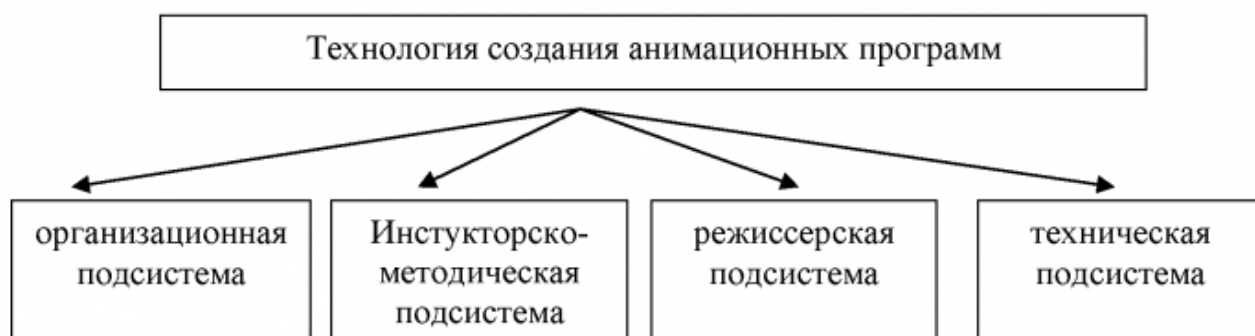 Технология создания анимационных программ
организационная
подсистема
Инстукторско-
методическая
подсистема
режиссерская
подсистема
техническая
подсистема